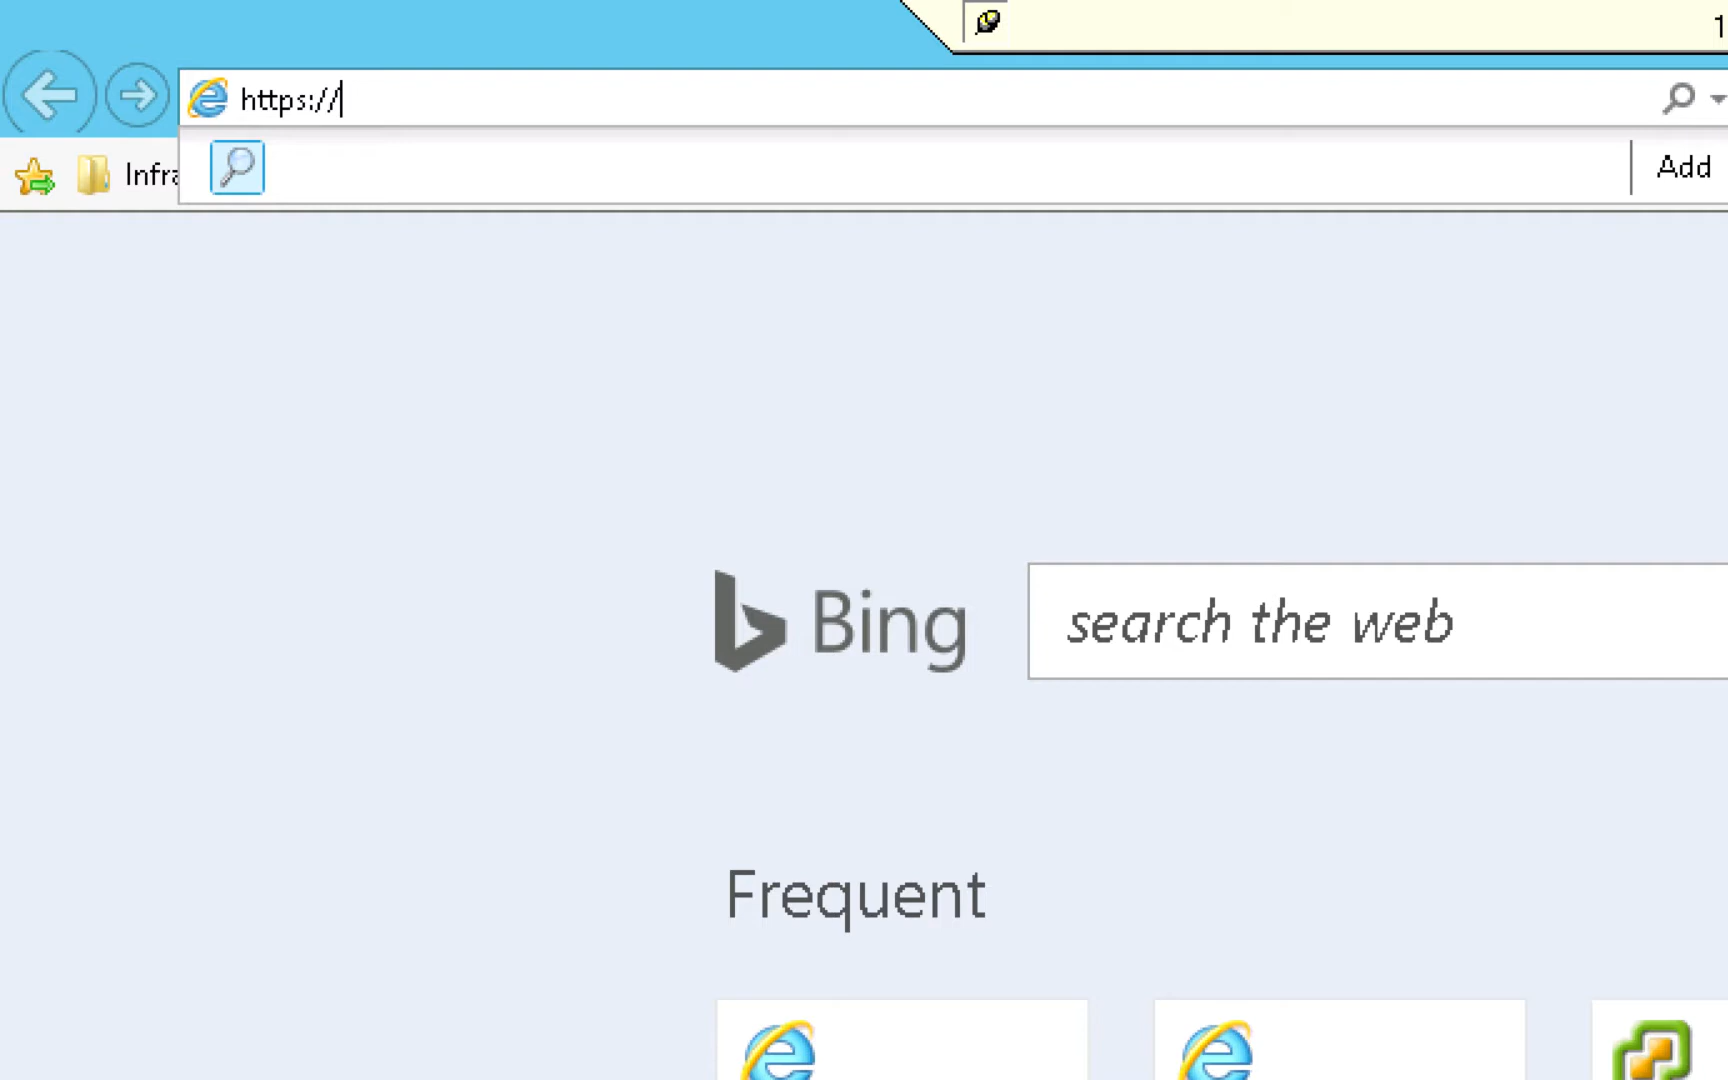 1
https://
Infra
Add
Bing
search the web
Frequent